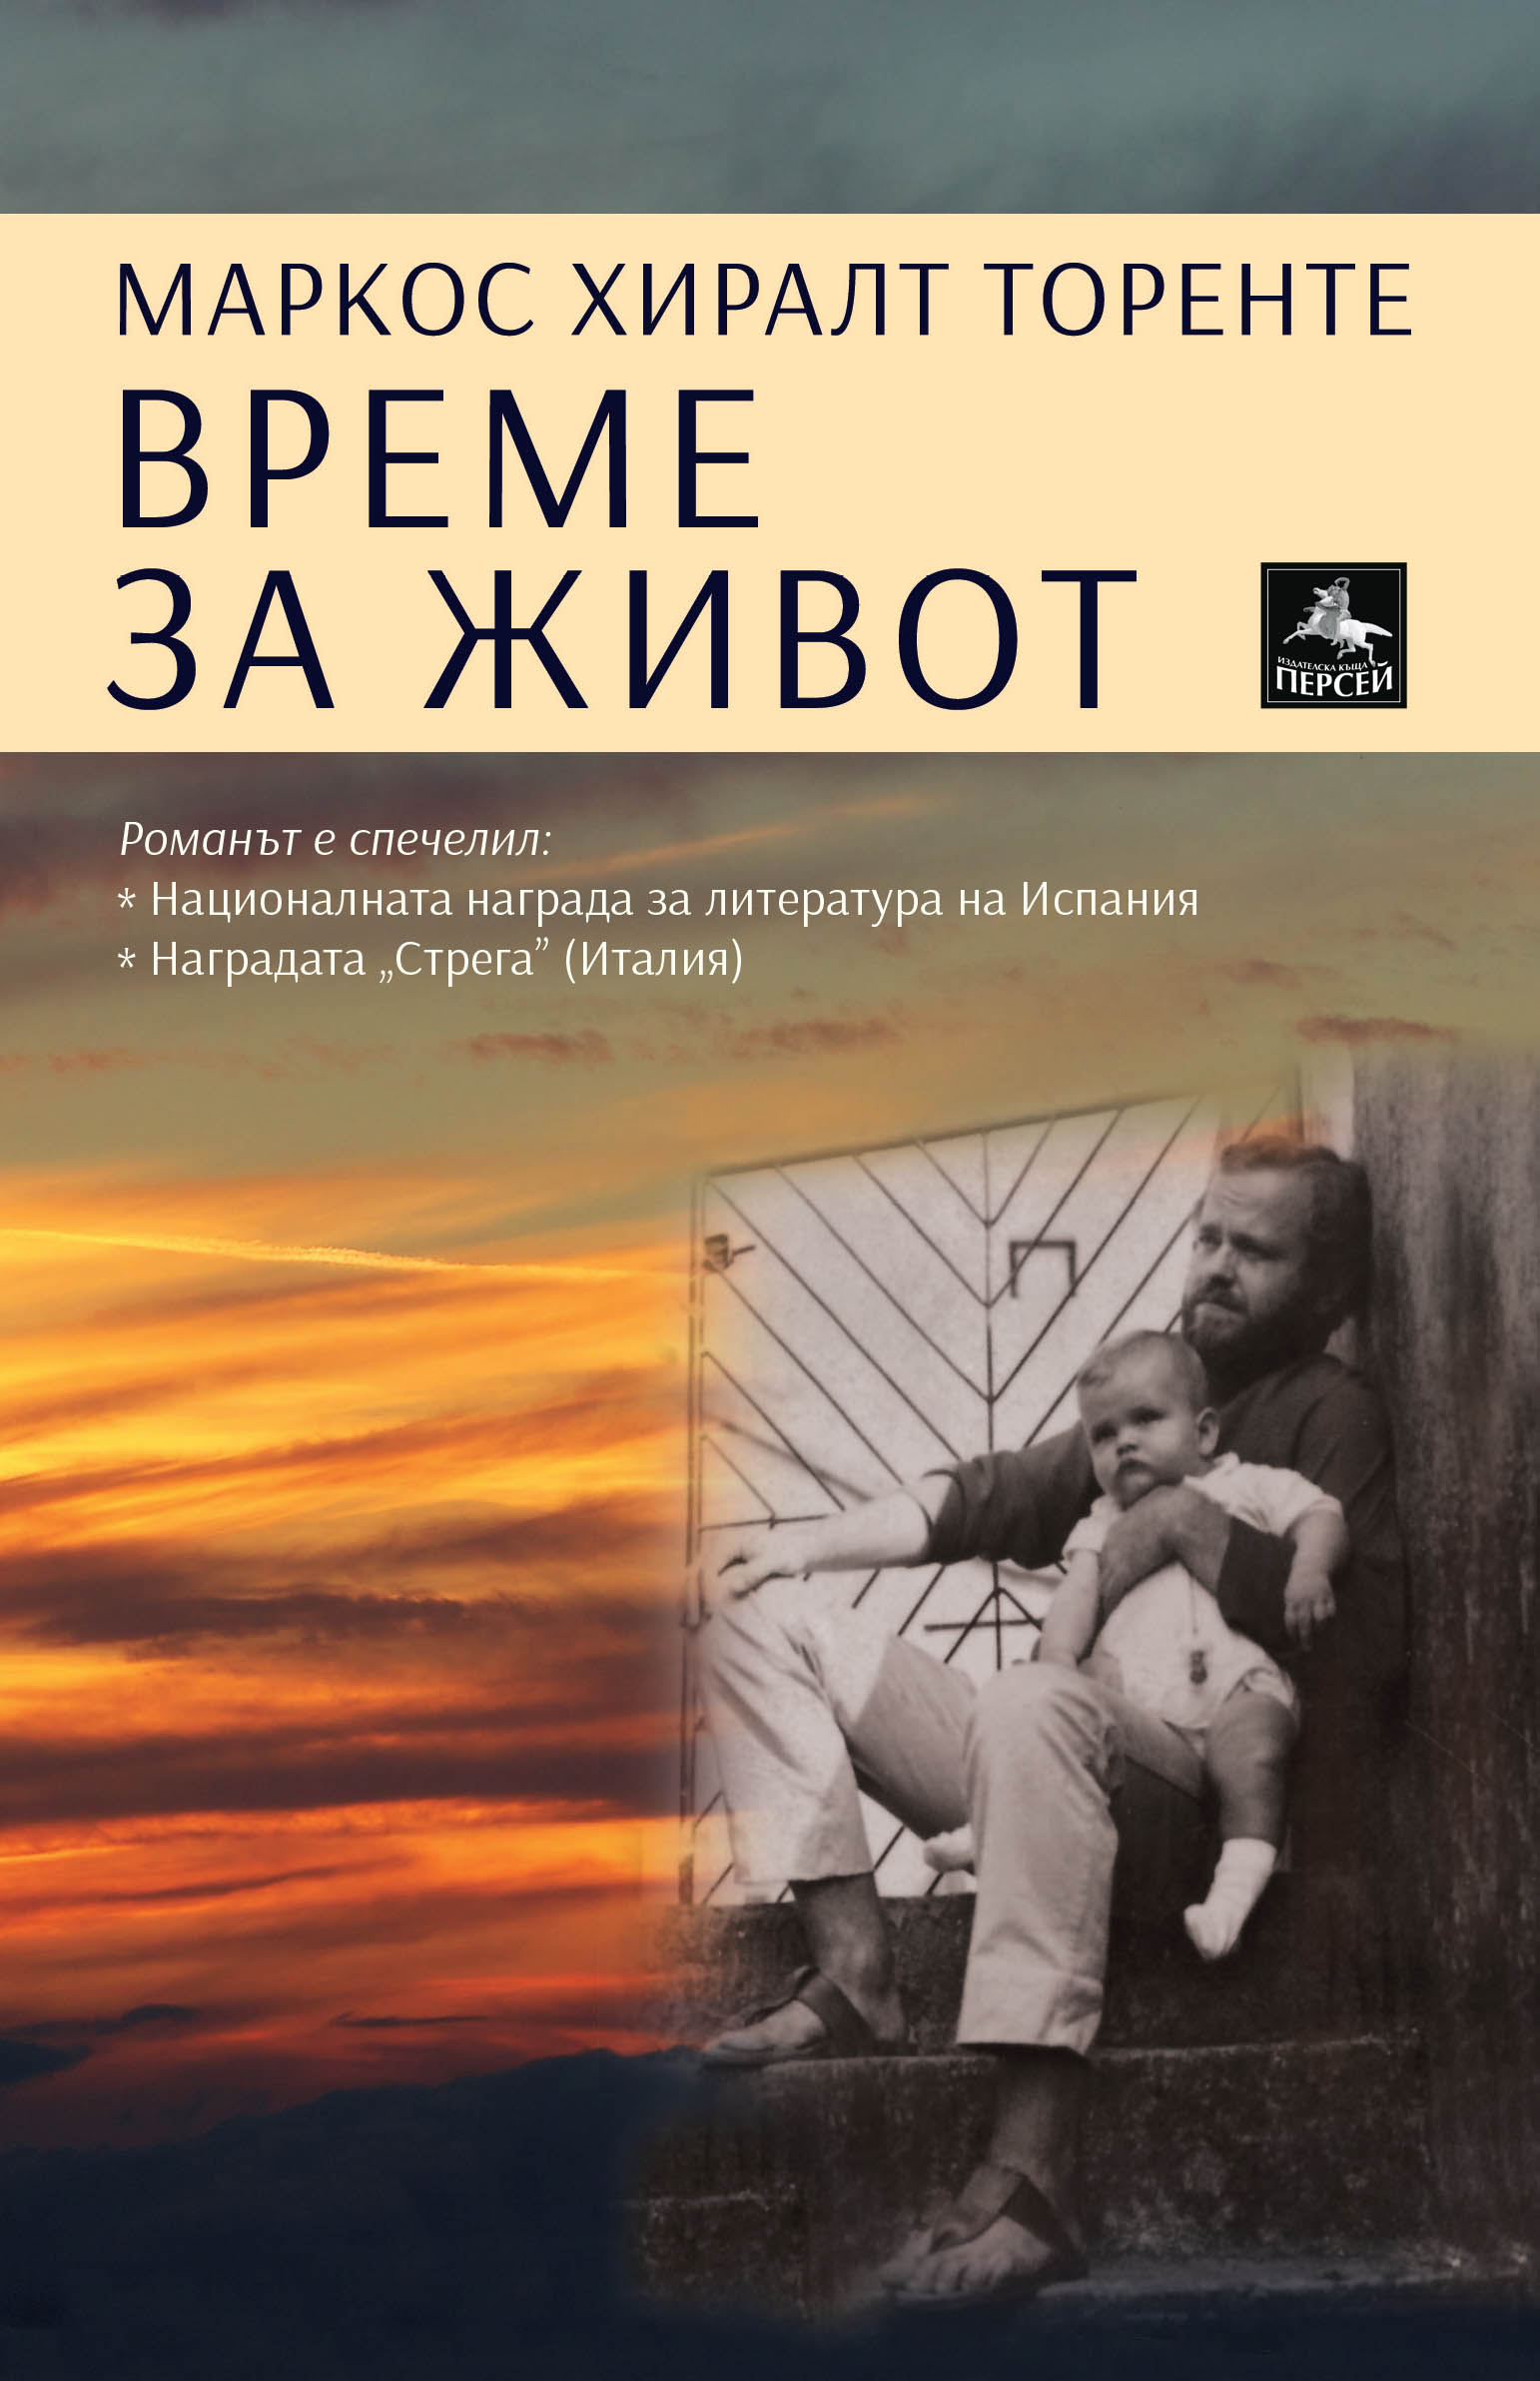 МАРКОС ХИРАЛТ ТОРЕНТЕ
ВРЕМЕ
ЗА ЖИВОТ
ИЗДАТЕЛСКА КЪЩА
ПЕРСЕЙ
Романът е спечелил:
* Националната награда за литература на Испания
* Наградата „Стрега” (Италия)